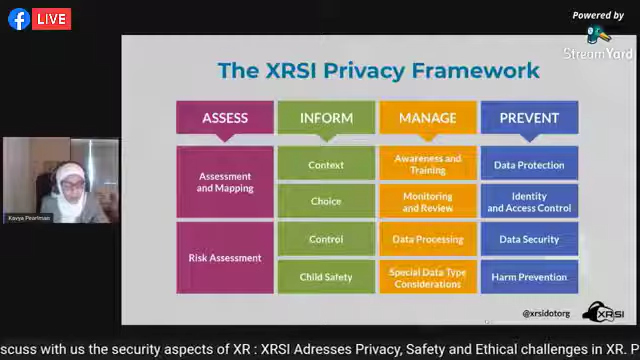 LIVE
Powered by
StreamYard
The XRSI Privacy Framework
ASSESS
INFORM
MANAGE
PREVENT
Assessment
and Mapping
Risk Assessment
Context
Choice
Control
Child Safety
Awareness and
Training
Monitoring
and Review
Data Processing
Special Data Type
Considerations
Data Protection
Identity
and Access Control
Data Security
Harm Prevention
Kavya Pearlman
@xrsidotorg
XRSI
scuss with us the security aspects of XR : XRSI Adresses Privacy, Safety and Ethical challenges in XR. P